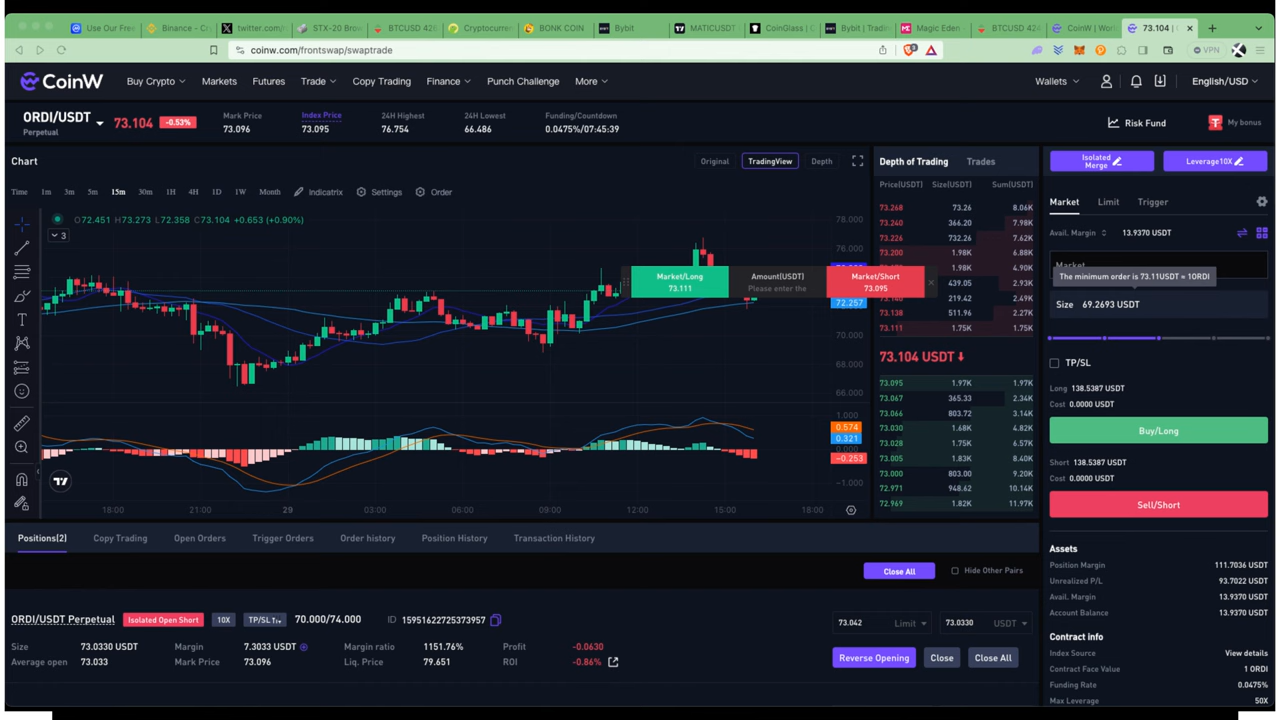 Use Our Free
Binance - Cr
twitter.com/i
STX-20 Brow
BTCUSD 428
Cryptocurren
BONK COIN
Bybit
MATICUSDT
CoinGlass | C
Bybit | Tradin
Magic Eden
BTCUSD 428
CoinW | Worl
73.104 | C
coinw.com/frontswap/swaptrade
VPN
CoinW
Buy Crypto
Markets
Futures
Trade
Copy Trading
Finance
Punch Challenge
More
Wallets
English/USD
ORDI/USDT
Perpetual
73.104
-0.53%
Mark Price
73.096
Index Price
73.095
24H Highest
76.754
24H Lowest
66.486
Funding/Countdown
0.0475%/07:45:39
Risk Fund
My bonus
Chart
Original
TradingView
Depth
Time 1m 3m 5m 15m 30m 1H 4H 1D 1W Month Indicatrix Settings Order
O72.451 H73.273 L72.358 C73.104 +0.653 (+0.90%)
3
78.000
76.000
Market/Long
73.111
Amount(USDT)
Please enter the
Market/Short
73.095
72.257
70.000
68.000
66.000
1.000
0.574
0.321
0.000
-0.253
-1.000
18:00 21:00 29 03:00 06:00 09:00 12:00 15:00 18:00
Depth of Trading
Trades
Price(USDT) Size(USDT) Sum(USDT)
73.268 73.26 8.06K
73.240 366.20 7.98K
73.226 732.26 7.62K
73.200 1.98K 6.88K
1.98K 4.90K
439.05 2.93K
73.140 219.42 2.49K
73.138 511.96 2.27K
73.111 1.75K 1.75K
73.104 USDT
73.095 1.97K 1.97K
73.067 365.33 2.34K
73.066 803.72 3.14K
73.030 1.68K 4.82K
73.028 1.75K 6.57K
73.005 1.83K 8.40K
73.000 803.00 9.20K
72.971 948.62 10.14K
72.969 1.82K 11.97K
Isolated
Merge
Leverage10X
Market
Limit
Trigger
Avail. Margin
13.9370 USDT
Market
The minimum order is 73.11USDT ≈ 1ORDI
Size 69.2693 USDT
TP/SL
Long 138.5387 USDT
Cost 0.0000 USDT
Buy/Long
Short 138.5387 USDT
Cost 0.0000 USDT
Sell/Short
Assets
Position Margin 111.7036 USDT
Unrealized P/L 93.7022 USDT
Avail. Margin 13.9370 USDT
Account Balance 13.9370 USDT
Contract info
Index Source View details
Contract Face Value 1 ORDI
Funding Rate 0.0475%
Max Leverage 50X
Positions(2)
Copy Trading
Open Orders
Trigger Orders
Order history
Position History
Transaction History
Close All
Hide Other Pairs
ORDI/USDT Perpetual
Isolated Open Short
10X
TP/SL
70.000/74.000
ID 15951622725373957
73.042 Limit
73.0330 USDT
Size 73.0330 USDT
Margin 7.3033 USDT
Margin ratio 1151.76%
Profit -0.0630
Average open 73.033
Mark Price 73.096
Liq. Price 79.651
ROI -0.86%
Reverse Opening
Close
Close All